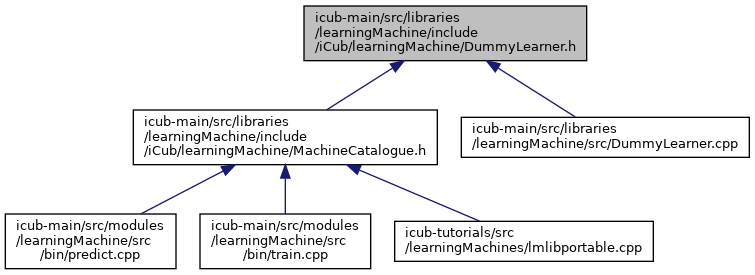 icub-main/src/libraries
/learningMachine/include
/iCub/learningMachine/DummyLearner.h
icub-main/src/libraries
/learningMachine/include
/iCub/learningMachine/MachineCatalogue.h
icub-main/src/libraries
/learningMachine/src/DummyLearner.cpp
icub-main/src/modules
/learningMachine/src
/bin/predict.cpp
icub-main/src/modules
/learningMachine/src
/bin/train.cpp
icub-tutorials/src
/learningMachines/lmlibportable.cpp